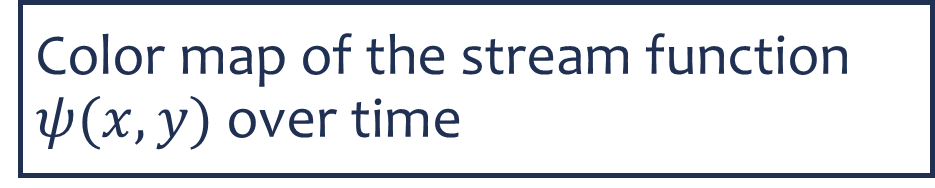 Color map of the stream function
𝜓(𝑥, 𝑦) over time